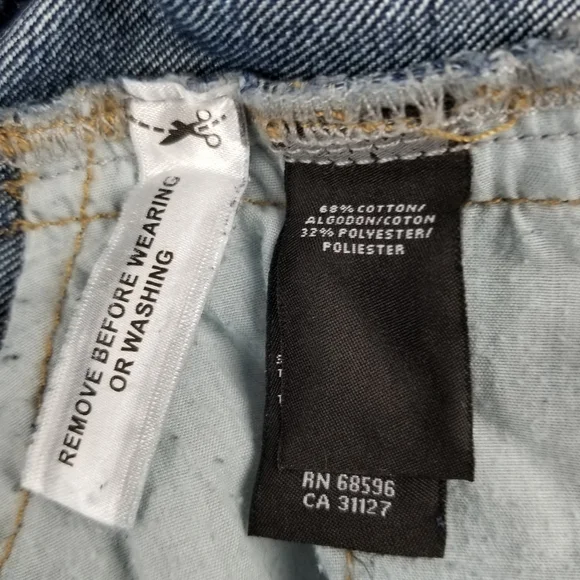 REMOVE BEFORE WEARING
OR WASHING
68% COTTON/
ALGODON/COTON
32% POLYESTER/
POLIESTER
S
T
RN 68596
CA 31127